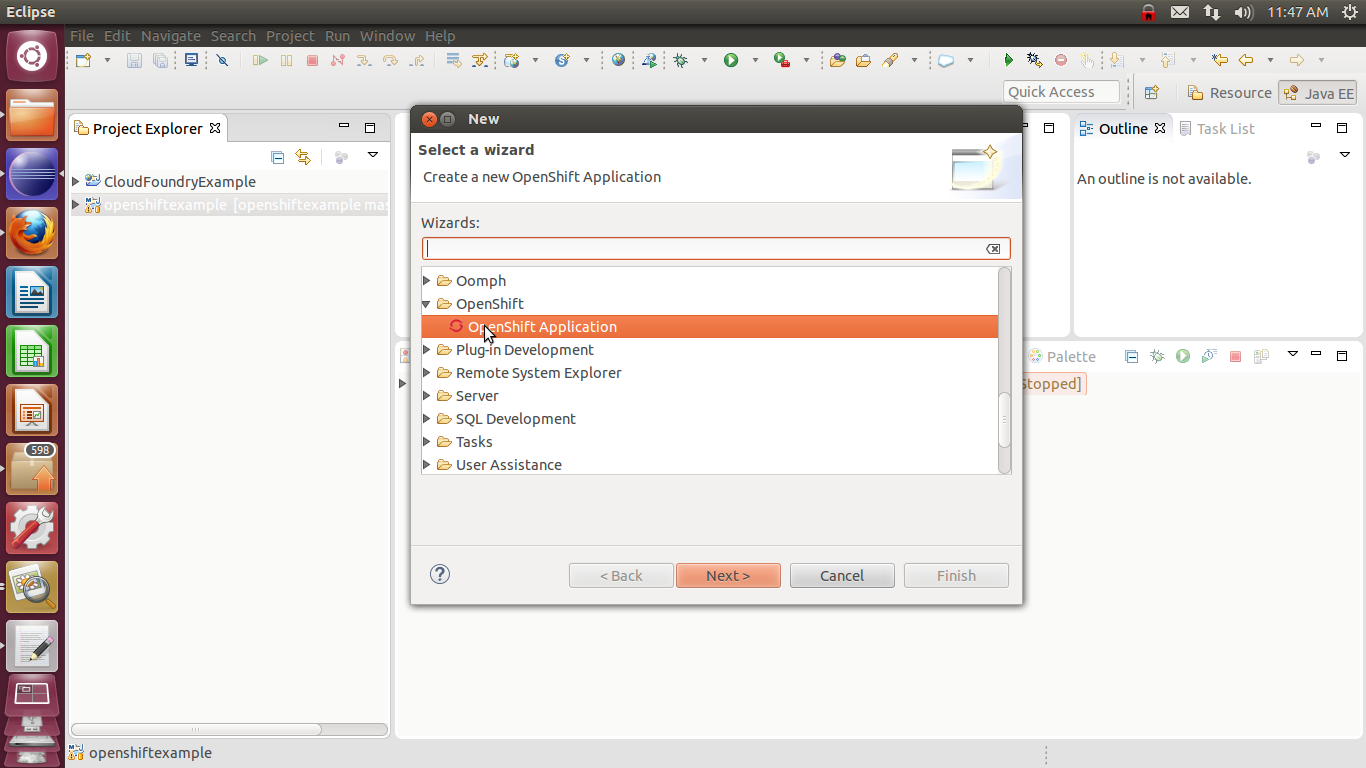 Eclipse
11:47 AM
File Edit Navigate Search Project Run Window Help
Quick Access
Resource
Java EE
Project Explorer
CloudFoundryExample
openshiftexample [openshiftexample mas
New
Select a wizard
Create a new OpenShift Application
Wizards:
Oomph
OpenShift
OpenShift Application
Plug-in Development
Remote System Explorer
Server
SQL Development
Tasks
User Assistance
< Back
Next >
Cancel
Finish
Outline
Task List
An outline is not available.
Palette
Stopped]
598
openshiftexample